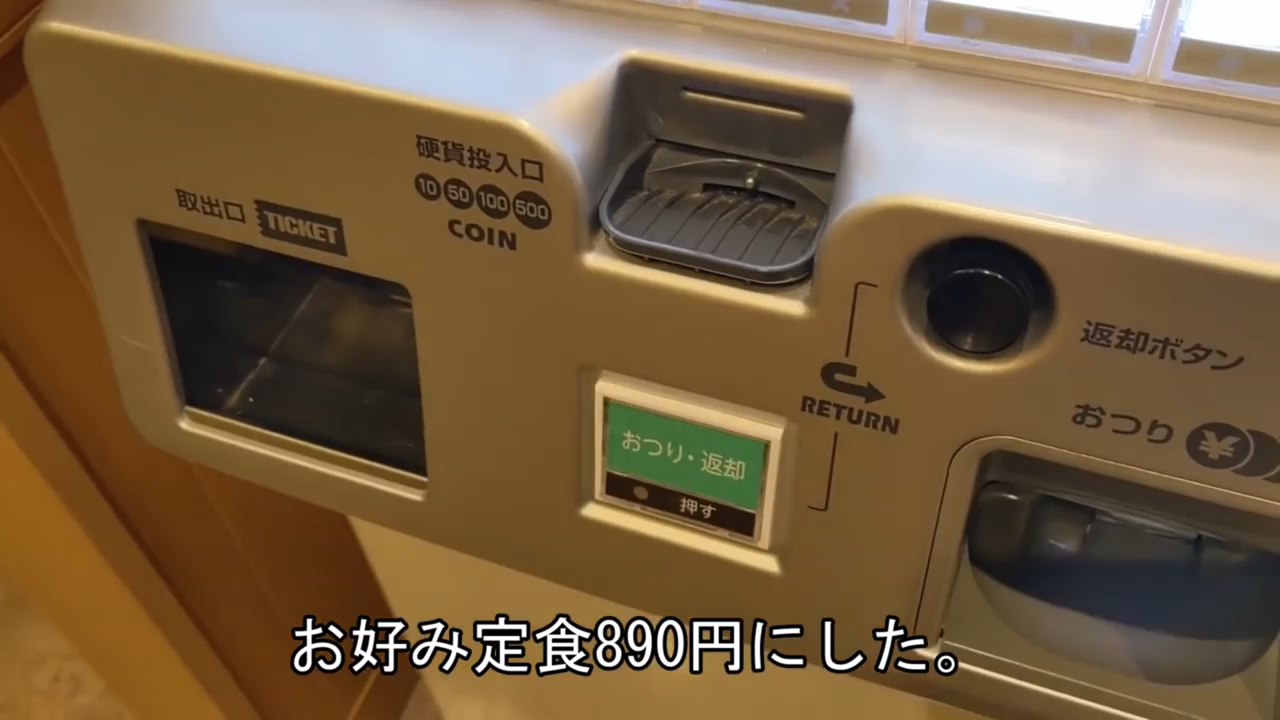 硬貨投入口
10 50 100 500
COIN
取出口 TICKET
返却ボタン
RETURN
おつり ¥
おつり・返却
押す
お好み定食890円にした。